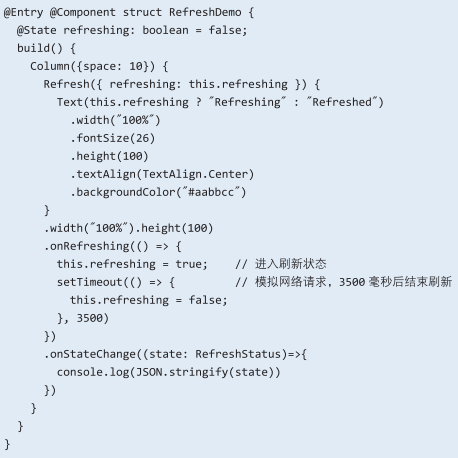 @Entry @Component struct RefreshDemo {
  @State refreshing: boolean = false;
  build() {
    Column({space: 10}) {
      Refresh({ refreshing: this.refreshing }) {
        Text(this.refreshing ? "Refreshing" : "Refreshed")
          .width("100%")
          .fontSize(26)
          .height(100)
          .textAlign(TextAlign.Center)
          .backgroundColor("#aabbcc")
      }
      .width("100%").height(100)
      .onRefreshing(() => {
        this.refreshing = true;    // 进入刷新状态
        setTimeout(() => {         // 模拟网络请求，3500 毫秒后结束刷新
          this.refreshing = false;
        }, 3500)
      })
      .onStateChange((state: RefreshStatus)=>{
        console.log(JSON.stringify(state))
      })
    }
  }
}